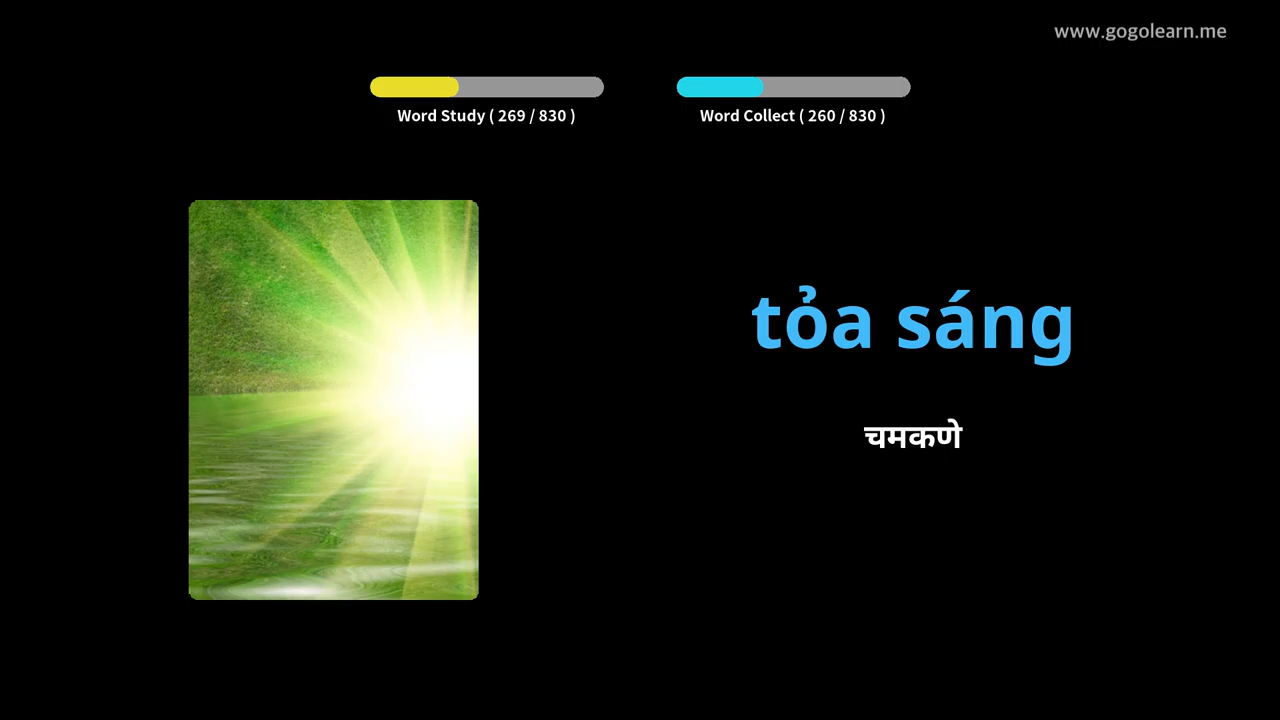 www.gogolearn.me
Word Study ( 269 / 830 )
Word Collect ( 260 / 830 )
tỏa sáng
चमकणे